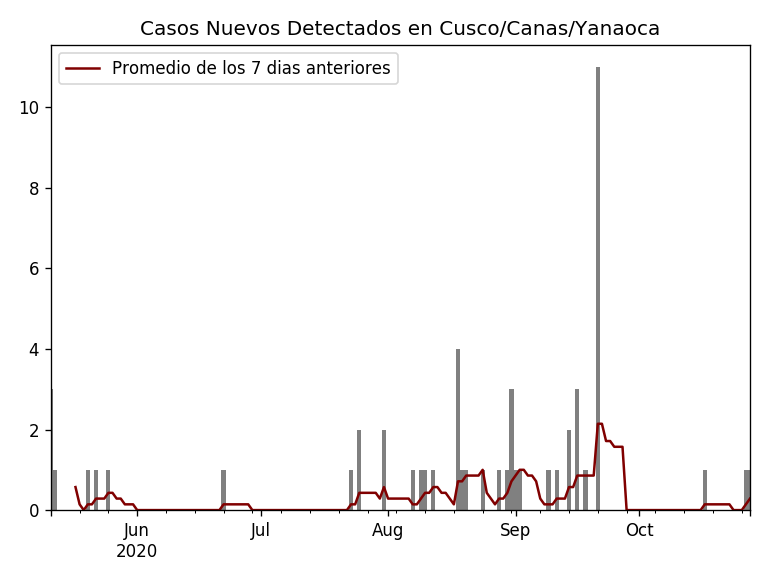 Casos Nuevos Detectados en Cusco/Canas/Yanaoca
Promedio de los 7 dias anteriores
10
8
6
4
2
0
Jun Jul Aug Sep Oct
2020